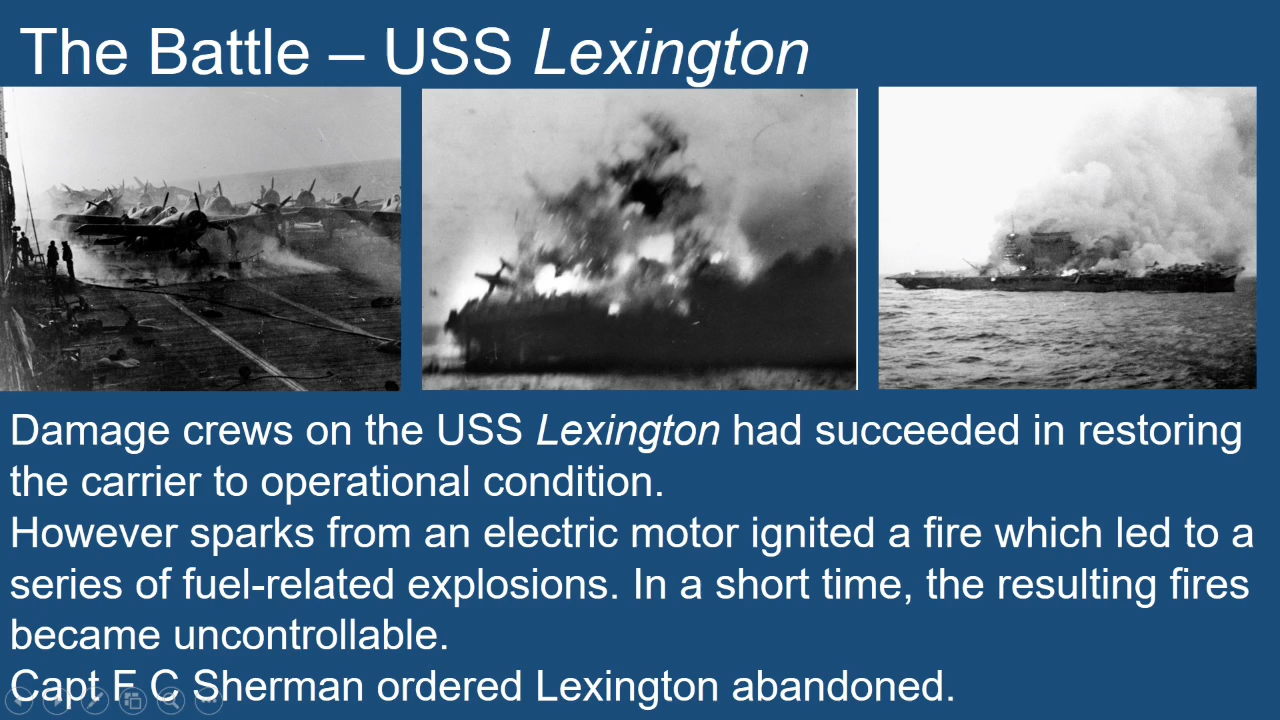 The Battle – USS Lexington
Damage crews on the USS Lexington had succeeded in restoring
the carrier to operational condition.
However sparks from an electric motor ignited a fire which led to a
series of fuel-related explosions. In a short time, the resulting fires
became uncontrollable.
Capt F C Sherman ordered Lexington abandoned.